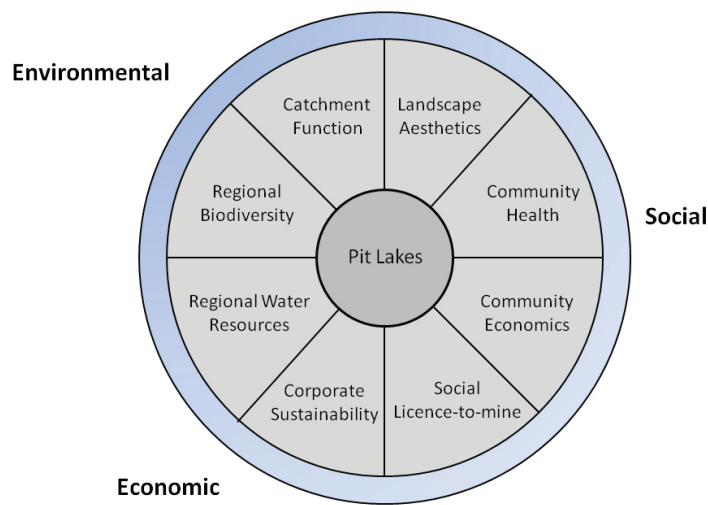 Environmental
Catchment
Function
Landscape
Aesthetics
Regional
Biodiversity
Community
Health
Social
Pit Lakes
Regional Water
Resources
Community
Economics
Corporate
Sustainability
Social
Licence-to-mine
Economic